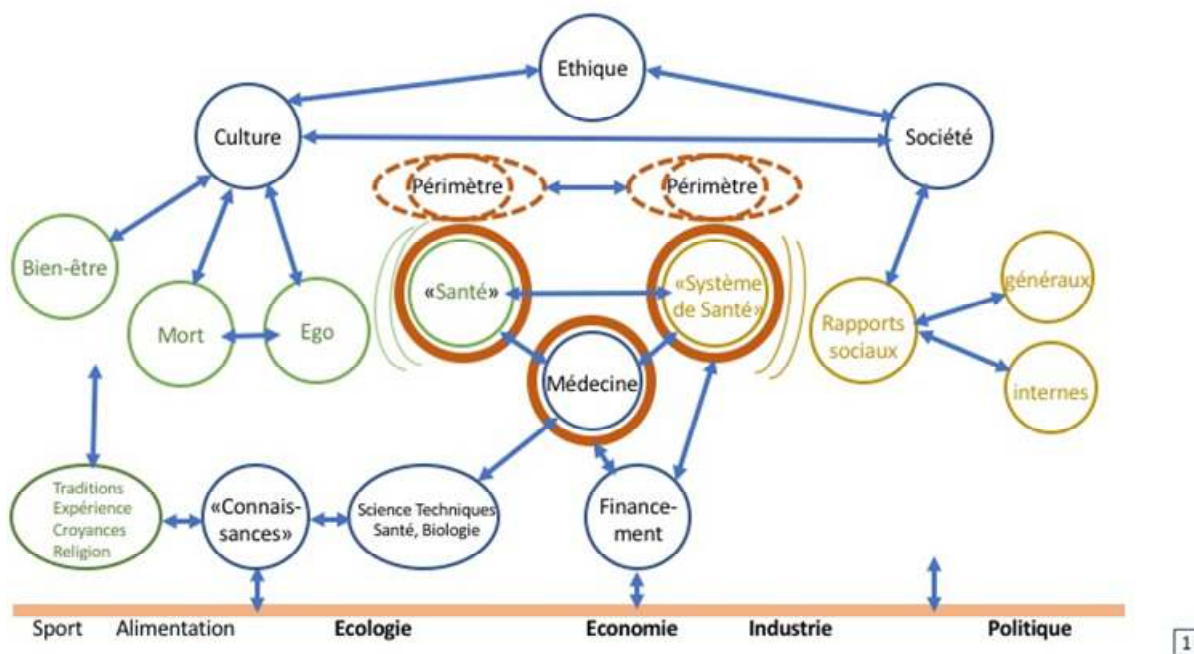 Ethique
Culture
Société
Périmètre
Périmètre
Bien-être
«Santé»
«Système
de Santé»
généraux
Mort
Ego
Rapports
sociaux
Médecine
internes
Traditions
Expérience
Croyances
Religion
«Connais-
sances»
Science Techniques
Santé, Biologie
Finance-
ment
Sport
Alimentation
Ecologie
Economie
Industrie
Politique
1